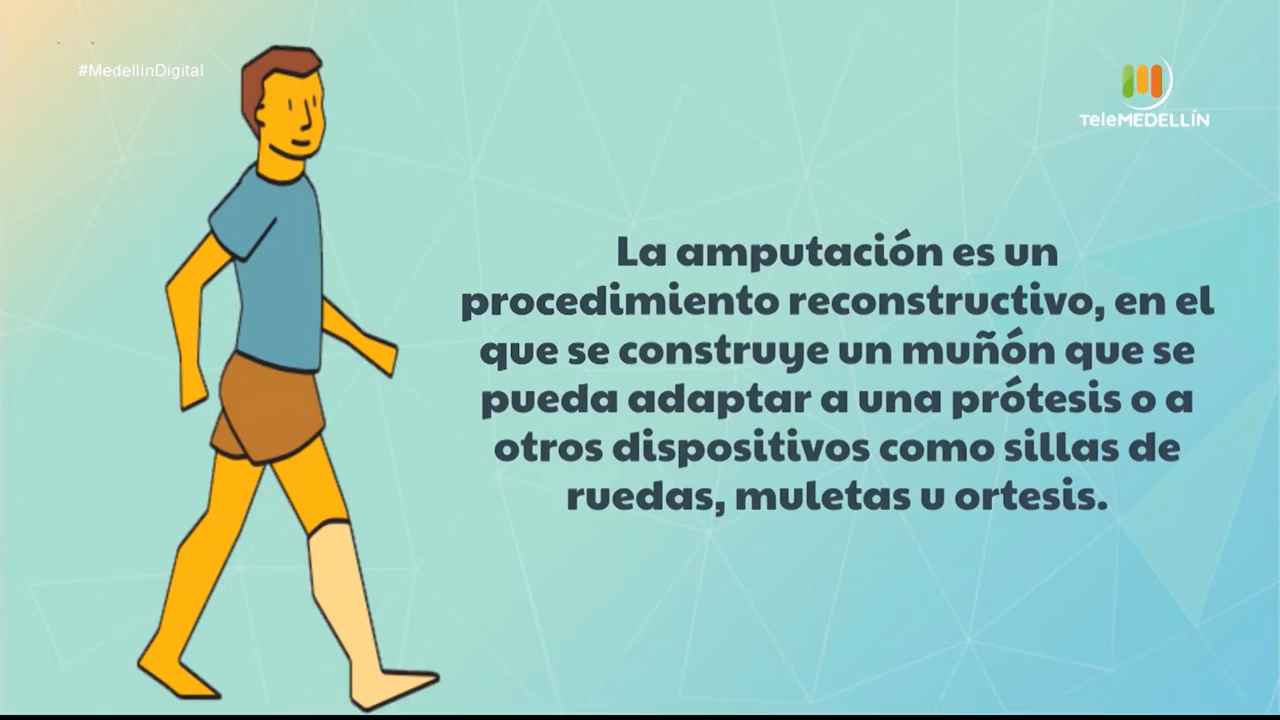 #MedellínDigital
TeleMEDELLÍN
La amputación es un
procedimiento reconstructivo, en el
que se construye un muñón que se
pueda adaptar a una prótesis o a
otros dispositivos como sillas de
ruedas, muletas u ortesis.